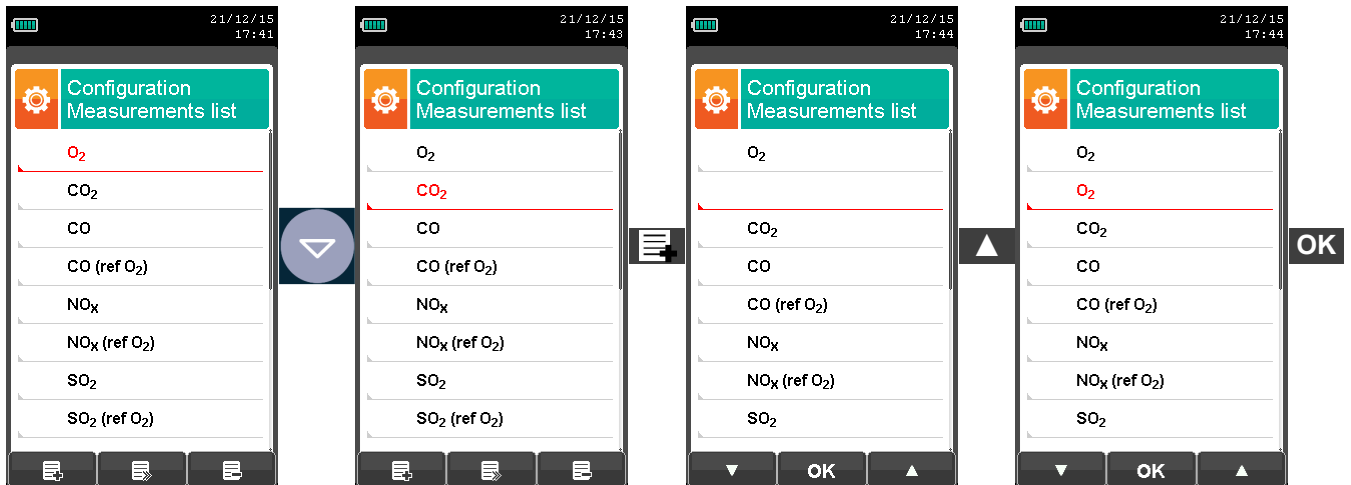 21/12/15
17:41
Configuration
Measurements list
O₂
CO₂
CO
CO (ref O₂)
NOx
NOx (ref O₂)
SO₂
SO₂ (ref O₂)
21/12/15
17:43
Configuration
Measurements list
O₂
CO₂
CO
CO (ref O₂)
NOx
NOx (ref O₂)
SO₂
SO₂ (ref O₂)
21/12/15
17:44
Configuration
Measurements list
O₂
CO₂
CO
CO (ref O₂)
NOx
NOx (ref O₂)
SO₂
OK
21/12/15
17:44
Configuration
Measurements list
O₂
O₂
CO₂
CO
CO (ref O₂)
NOx
NOx (ref O₂)
SO₂
OK
OK